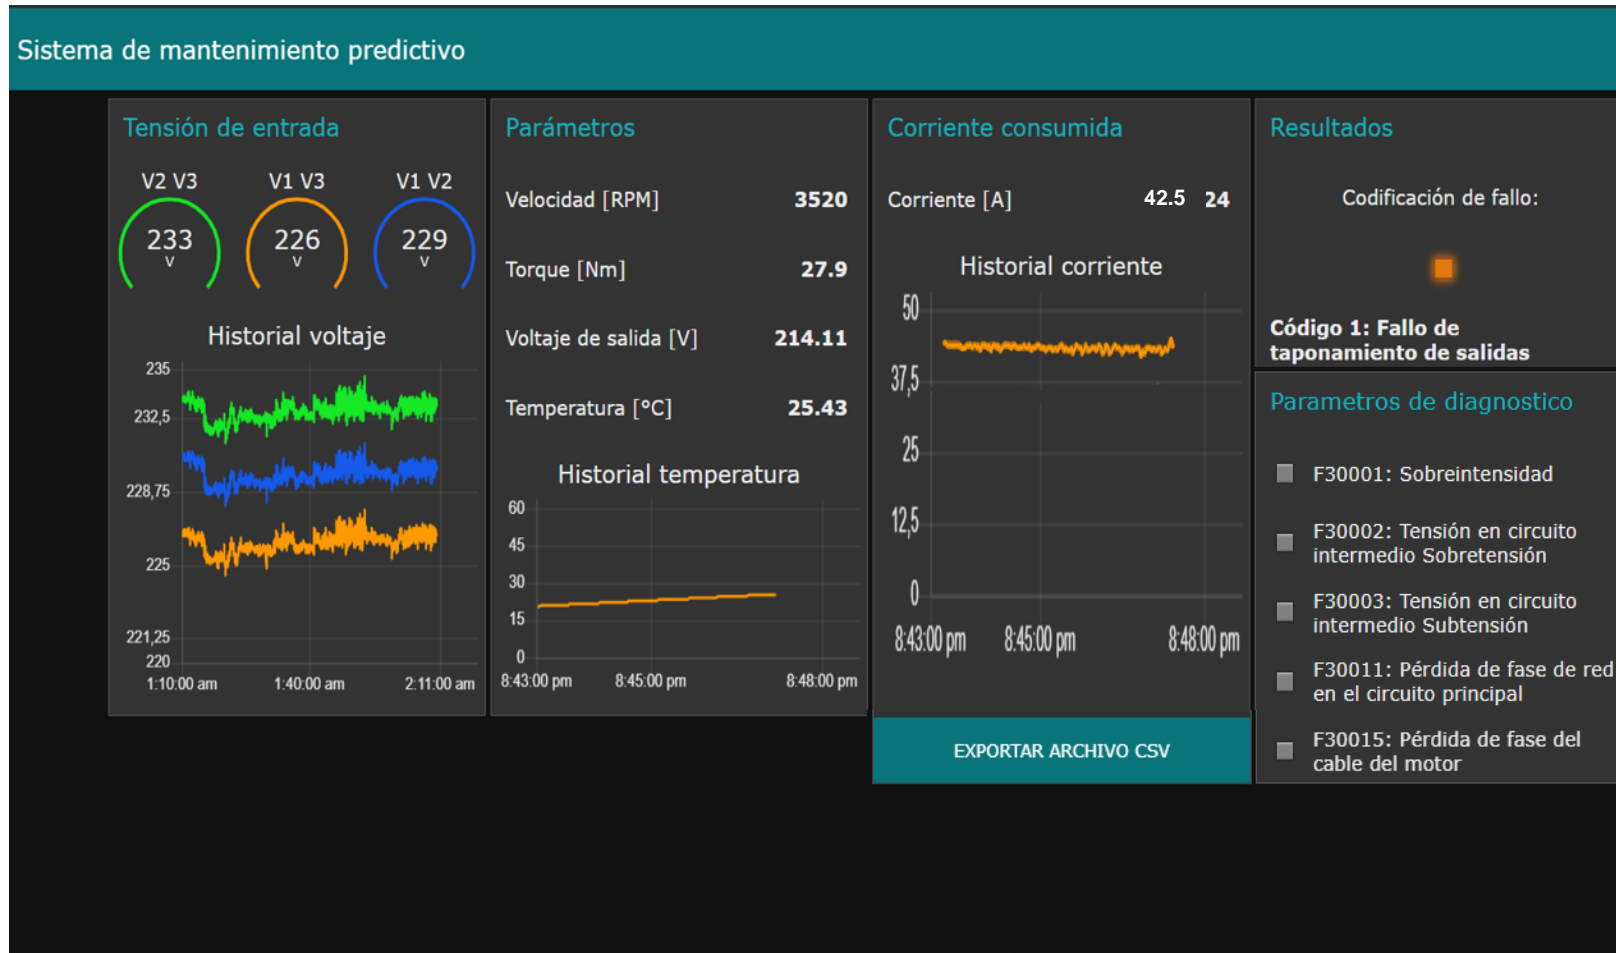 Sistema de mantenimiento predictivo
Tensión de entrada
V2 V3
V1 V3
V1 V2
233
V
226
V
229
V
Historial voltaje
235
232,5
228,75
225
221,25
220
1:10:00 am
1:40:00 am
2:11:00 am
Parámetros
Velocidad [RPM]
3520
Torque [Nm]
27.9
Voltaje de salida [V]
214.11
Temperatura [°C]
25.43
Historial temperatura
60
45
30
15
0
8:43:00 pm
8:45:00 pm
8:48:00 pm
Corriente consumida
Corriente [A]
42.5 24
Historial corriente
50
37,5
25
12,5
0
8:43:00 pm
8:45:00 pm
8:48:00 pm
EXPORTAR ARCHIVO CSV
Resultados
Codificación de fallo:
Código 1: Fallo de
taponamiento de salidas
Parametros de diagnostico
F30001: Sobreintensidad
F30002: Tensión en circuito
intermedio Sobretensión
F30003: Tensión en circuito
intermedio Subtensión
F30011: Pérdida de fase de red
en el circuito principal
F30015: Pérdida de fase del
cable del motor